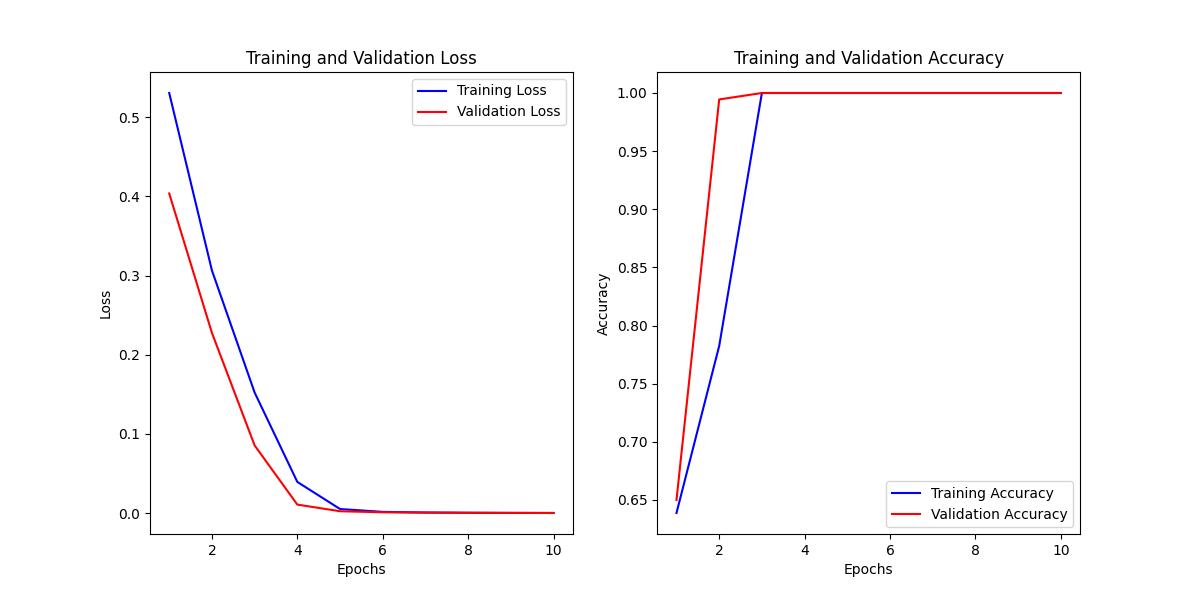 Training and Validation Loss
Training Loss
Validation Loss
0.5
0.4
0.3
0.2
0.1
0.0
Loss
2 4 6 8 10
Epochs
Training and Validation Accuracy
1.00
0.95
0.90
0.85
0.80
0.75
0.70
0.65
Accuracy
Training Accuracy
Validation Accuracy
2 4 6 8 10
Epochs